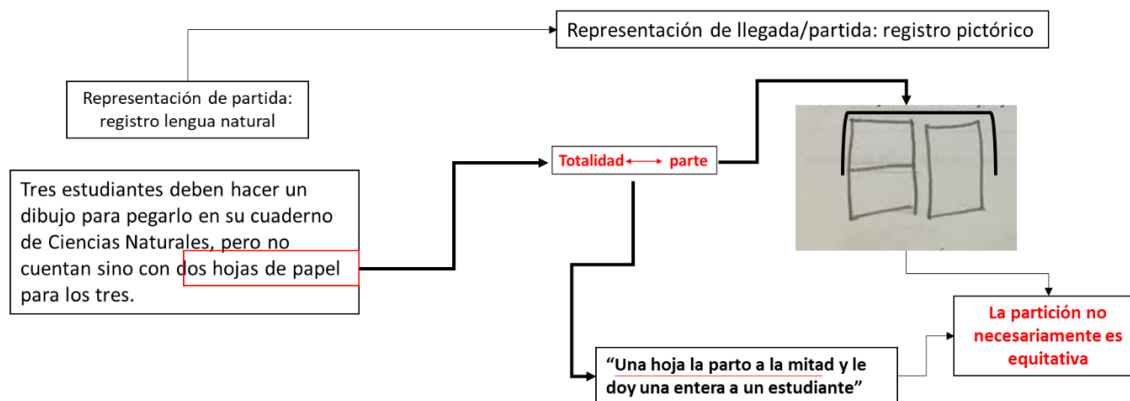 Representación de llegada/partida: registro pictórico
Representación de partida:
registro lengua natural
Totalidad parte
Tres estudiantes deben hacer un
dibujo para pegarlo en su cuaderno
de Ciencias Naturales, pero no
cuentan sino con dos hojas de papel
para los tres.
La partición no
necesariamente es
equitativa
“Una hoja la parto a la mitad y le
doy una entera a un estudiante”